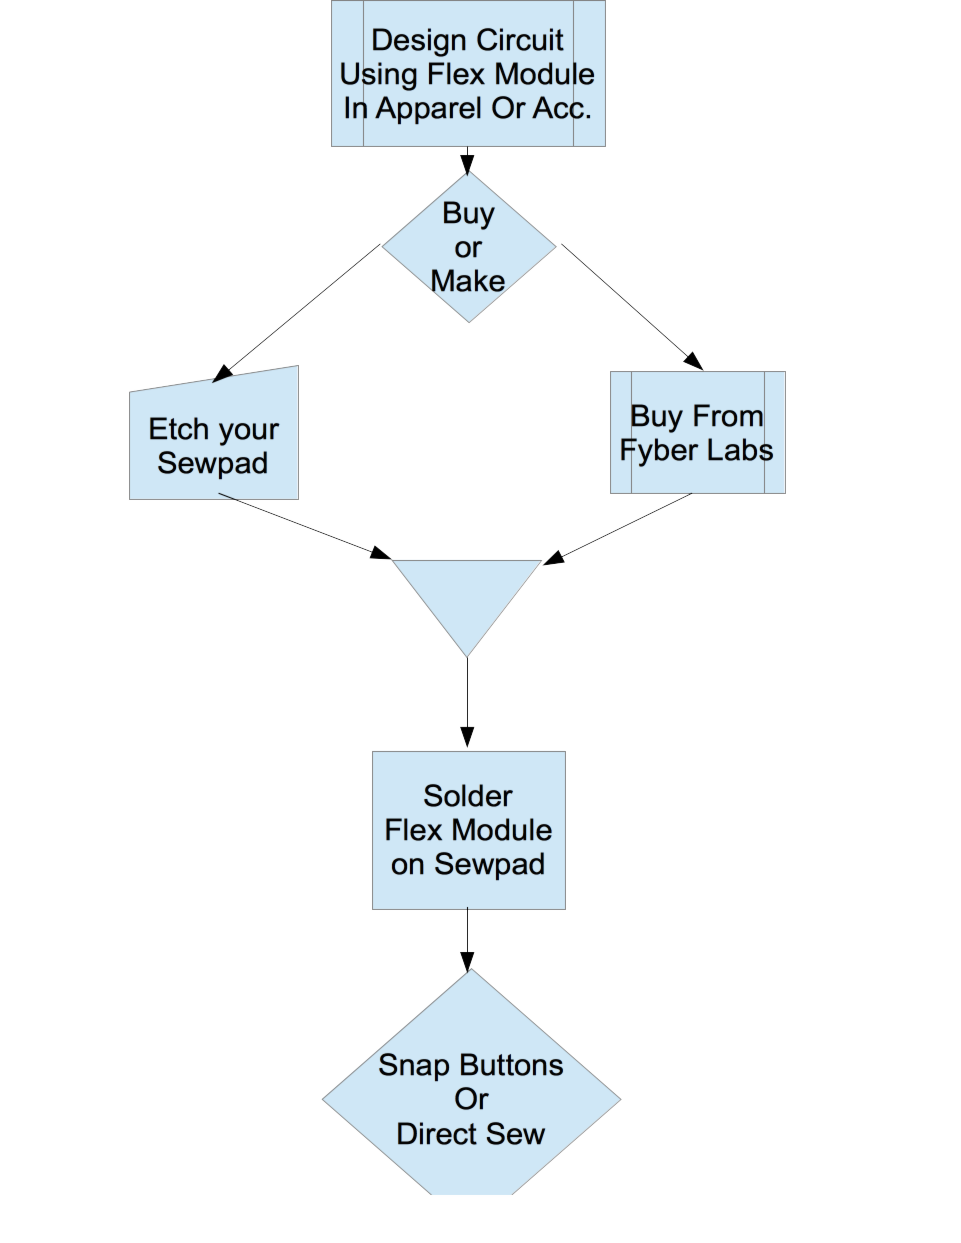 Design Circuit
Using Flex Module
In Apparel Or Acc.
Buy
or
Make
Etch your
Sewpad
Buy From
Fyber Labs
Solder
Flex Module
on Sewpad
Snap Buttons
Or
Direct Sew